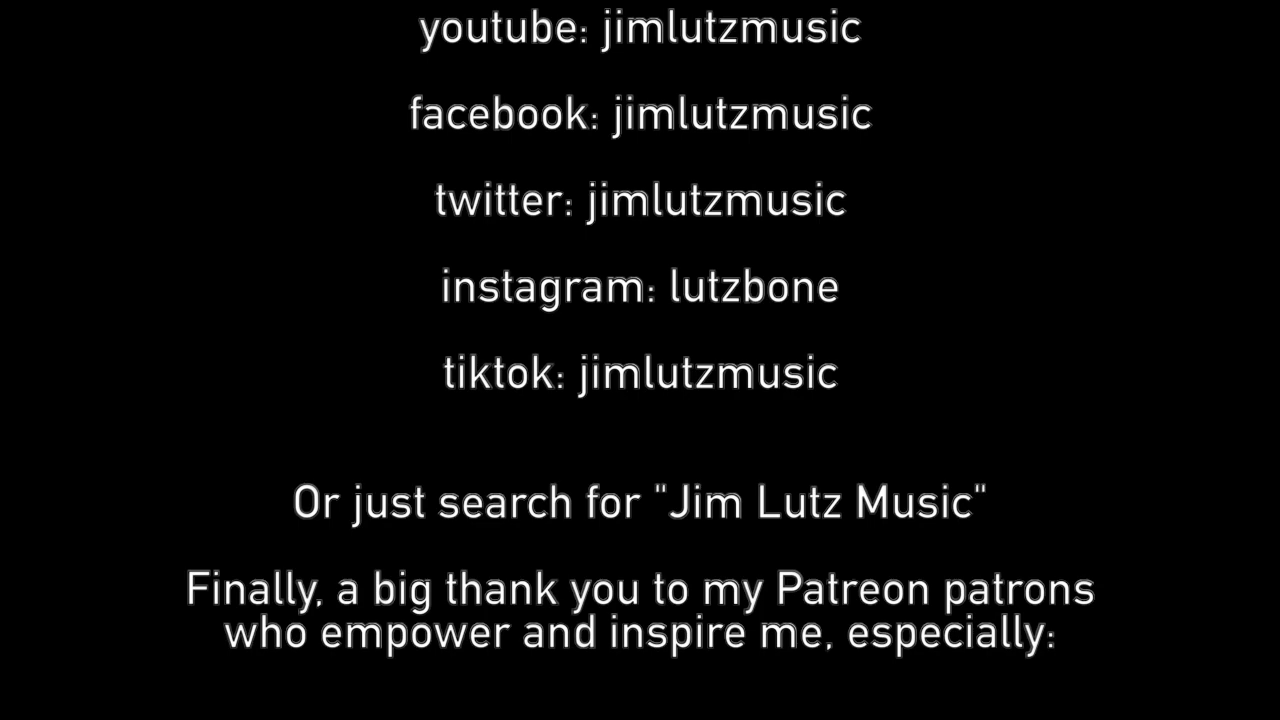 youtube: jimlutzmusic
facebook: jimlutzmusic
twitter: jimlutzmusic
instagram: lutzbone
tiktok: jimlutzmusic
Or just search for "Jim Lutz Music"
Finally, a big thank you to my Patreon patrons
who empower and inspire me, especially: